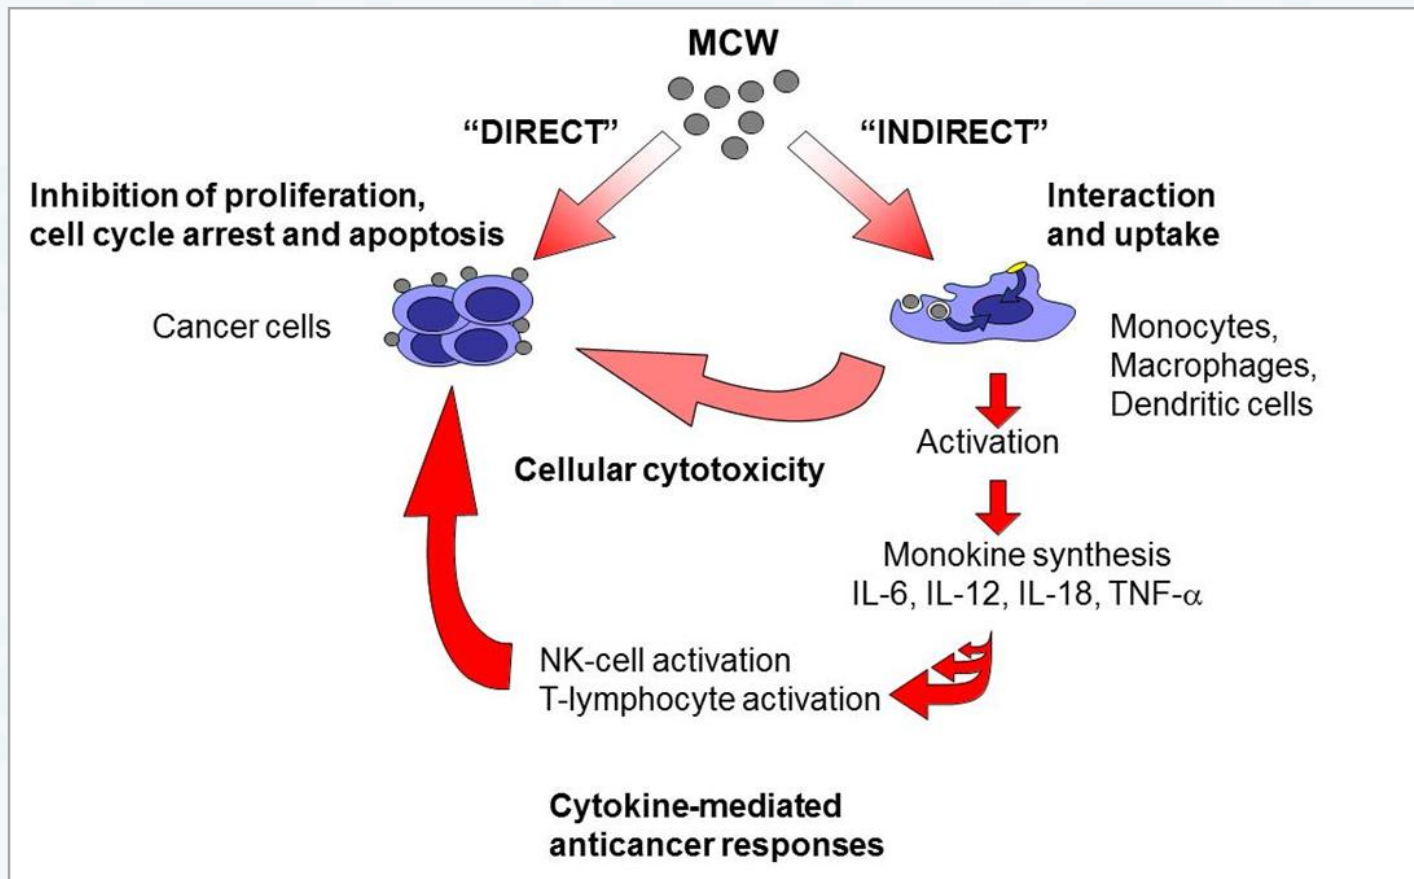 MCW
“DIRECT”
“INDIRECT”
Inhibition of proliferation,
cell cycle arrest and apoptosis
Interaction
and uptake
Cancer cells
Monocytes,
Macrophages,
Dendritic cells
Activation
Cellular cytotoxicity
Monokine synthesis
IL-6, IL-12, IL-18, TNF-α
NK-cell activation
T-lymphocyte activation
Cytokine-mediated
anticancer responses